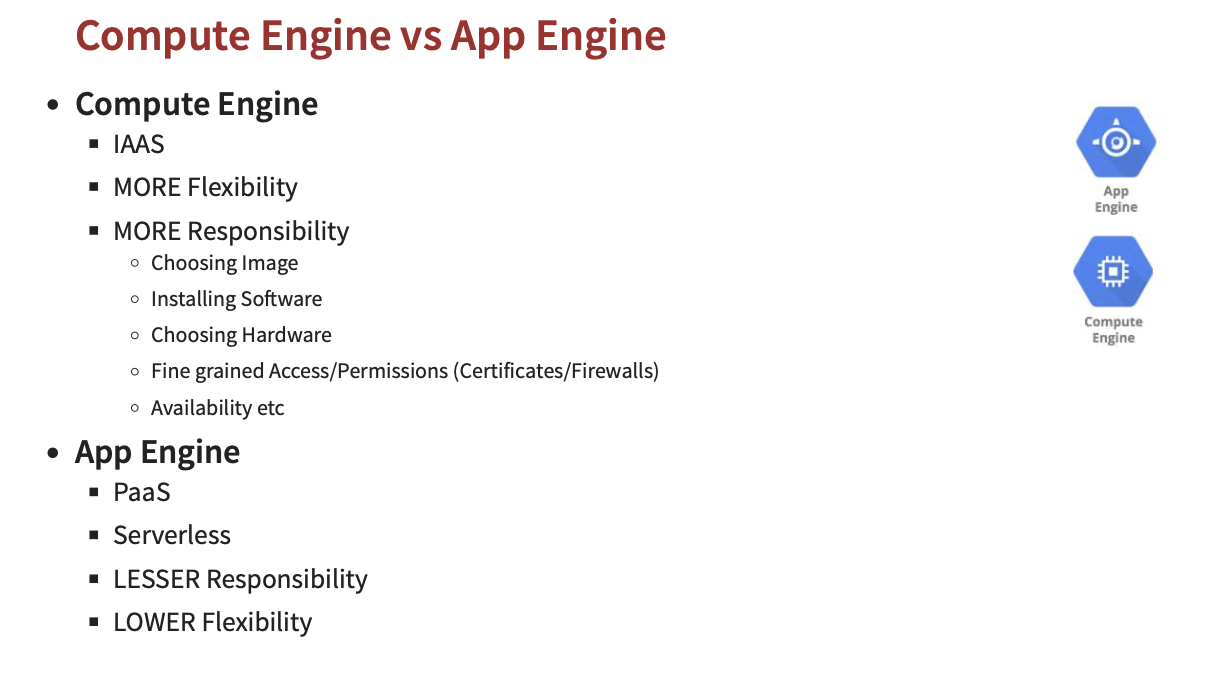 Compute Engine vs App Engine
Compute Engine
IAAS
MORE Flexibility
MORE Responsibility
Choosing Image
Installing Software
Choosing Hardware
Fine grained Access/Permissions (Certificates/Firewalls)
Availability etc
App Engine
PaaS
Serverless
LESSER Responsibility
LOWER Flexibility
App
Engine
Compute
Engine